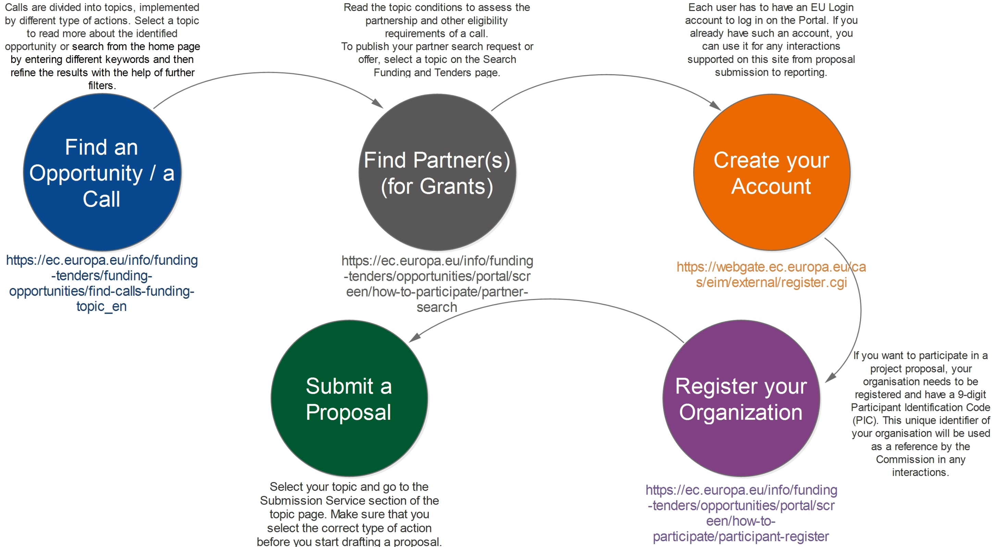 Calls are divided into topics, implemented
by different type of actions. Select a topic
to read more about the identified
opportunity or search from the home page
by entering different keywords and then
refine the results with the help of further
filters.
Find an
Opportunity / a
Call
https://ec.europa.eu/info/funding
-tenders/funding-
opportunities/find-calls-funding-
topic_en
Read the topic conditions to assess the
partnership and other eligibility
requirements of a call.
To publish your partner search request or
offer, select a topic on the Search
Funding and Tenders page.
Find Partner(s)
(for Grants)
https://ec.europa.eu/info/funding
-tenders/opportunities/portal/scr
een/how-to-participate/partner-
search
Each user has to have an EU Login
account to log in on the Portal. If you
already have such an account, you
can use it for any interactions
supported on this site from proposal
submission to reporting.
Create your
Account
https://webgate.ec.europa.eu/ca
s/eim/external/register.cgi
If you want to participate in a
project proposal, your
organisation needs to be
registered and have a 9-digit
Participant Identification Code
(PIC). This unique identifier of
your organisation will be used
as a reference by the
Commission in any
interactions.
Register your
Organization
https://ec.europa.eu/info/funding
-tenders/opportunities/portal/scr
een/how-to-
participate/participant-register
Submit a
Proposal
Select your topic and go to the
Submission Service section of the
topic page. Make sure that you
select the correct type of action
before you start drafting a proposal.